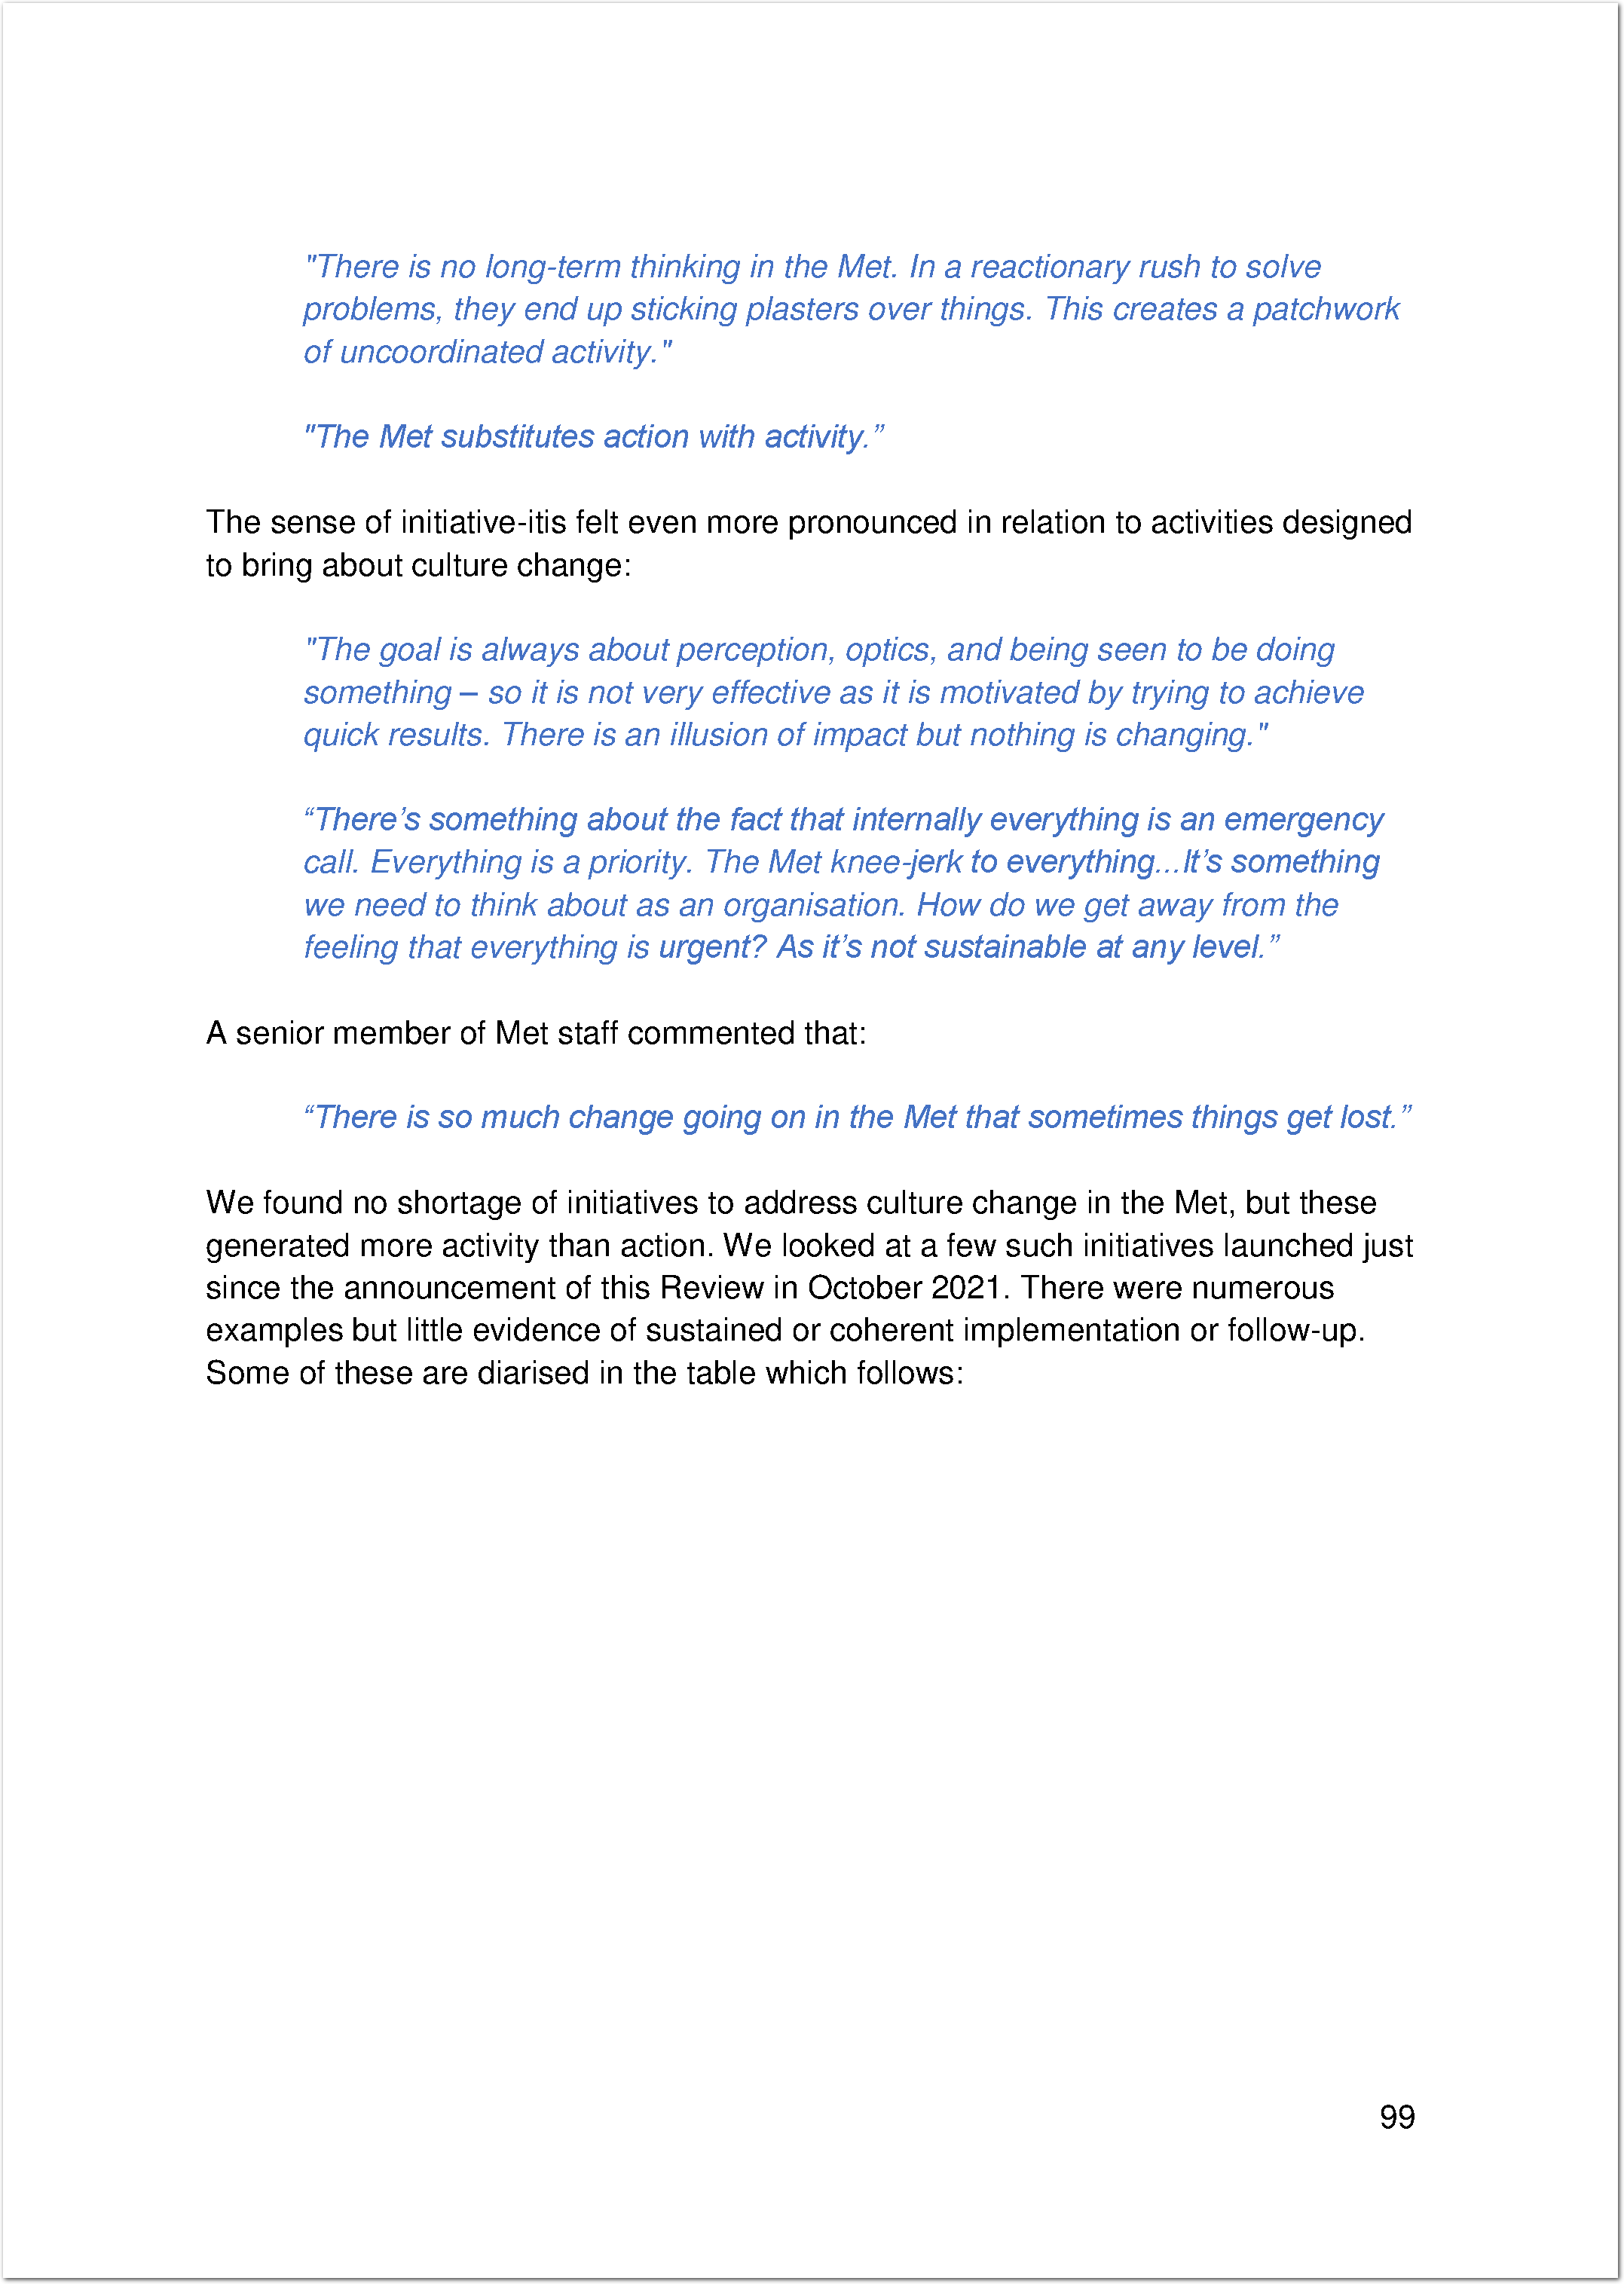 "There is no long-term thinking in the Met. In a reactionary rush to solve
problems, they end up sticking plasters over things. This creates a patchwork
of uncoordinated activity."
"The Met substitutes action with activity.”
The sense of initiative-itis felt even more pronounced in relation to activities designed
to bring about culture change:
"The goal is always about perception, optics, and being seen to be doing
something – so it is not very effective as it is motivated by trying to achieve
quick results. There is an illusion of impact but nothing is changing."
“There’s something about the fact that internally everything is an emergency
call. Everything is a priority. The Met knee-jerk to everything...It’s something
we need to think about as an organisation. How do we get away from the
feeling that everything is urgent? As it’s not sustainable at any level.”
A senior member of Met staff commented that:
“There is so much change going on in the Met that sometimes things get lost.”
We found no shortage of initiatives to address culture change in the Met, but these
generated more activity than action. We looked at a few such initiatives launched just
since the announcement of this Review in October 2021. There were numerous
examples but little evidence of sustained or coherent implementation or follow-up.
Some of these are diarised in the table which follows:
99